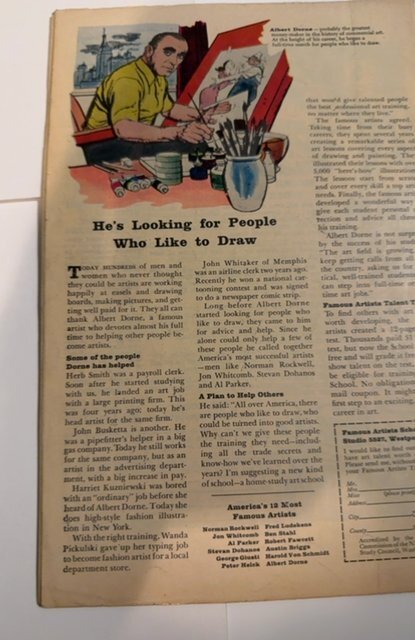 Albert Dorne – probably the greatest
money-maker in the history of commercial art.
At the height of his career, he began a
full-time search for people who like to draw.
He's Looking for People
Who Like to Draw
TODAY HUNDREDS of men and
women who never thought
they could be artists are working
happily at easels and drawing
boards, making pictures, and get-
ting well paid for it. They all can
thank Albert Dorne, a famous
artist who devotes almost his full
time to helping other people be-
come artists.
Some of the people
Dorne has helped
Herb Smith was a payroll clerk.
Soon after he started studying
with us, he landed an art job
with a large printing firm. This
was four years ago; today he's
head artist for the same firm.
John Busketta is another. He
was a pipefitter's helper in a big
gas company. Today he still works
for the same company, but as an
artist in the advertising depart-
ment, with a big increase in pay.
Harriet Kuzniewski was bored
with an "ordinary" job before she
heard of Albert Dorne. Today she
does high-style fashion illustra-
tion in New York.
With the right training, Wanda
Pickulski gave up her typing job
to become fashion artist for a local
department store.
John Whitaker of Memphis
was an airline clerk two years ago.
Recently he won a national car-
tooning contest and was signed
to do a newspaper comic strip.
Long before Albert Dorne
started looking for people who
like to draw, they came to him
for advice and help. Since he
alone could only help a few of
these people he called together
America's most successful artists
—men like Norman Rockwell,
Jon Whitcomb, Stevan Dohanos
and Al Parker.
A Plan to Help Others
He said: "All over America, there
are people who like to draw, who
could be turned into good artists.
Why can't we give these people
the training they need—includ-
ing all the trade secrets and
know-how we've learned over the
years? I'm suggesting a new kind
of school—a home-study art school
America's 12 Most
Famous Artists
Norman Rockwell
Jon Whitcomb
Al Parker
Stevan Dohanos
George Giusti
Peter Helck
Fred Ludekens
Ben Stahl
Robert Fawcett
Austin Briggs
Harold Von Schmidt
Albert Dorne
that would give talented people
the best professional art training,
no matter where they live."
The famous artists agreed.
Taking time from their busy
careers, they spent several years
creating a remarkable series of
art lessons covering every aspect
of drawing and painting. They
illustrated their lessons with over
5,000 "here's-how" illustrations.
The lessons start from scratch
and cover every skill a top
needs. Finally, the famous artists
developed a wonderful way
give each student personal
rection and advice all
his training.
Albert Dorne is not
by the success of his
"The art field is growing
keep getting calls from all
the country, asking us
ical, well-trained students
can step into full-time
time art jobs."
Famous Artists Talent
To find others with art
worth developing, the
artists created a 12-page
test. Thousands paid $1
test, but now the School
free and will grade it
show talent on the test,
be eligible for training
School. No obligation
mail coupon. It might
first step to an exciting
career in art.
Famous Artists
Studio 5527, Westport
I would like to find out
have art talent worth
Please send me, without
your Famous Artists
Mr.
Mrs.
Miss
(please print)
Address
City
County
Accredited by the
Commission of the
Study Council,